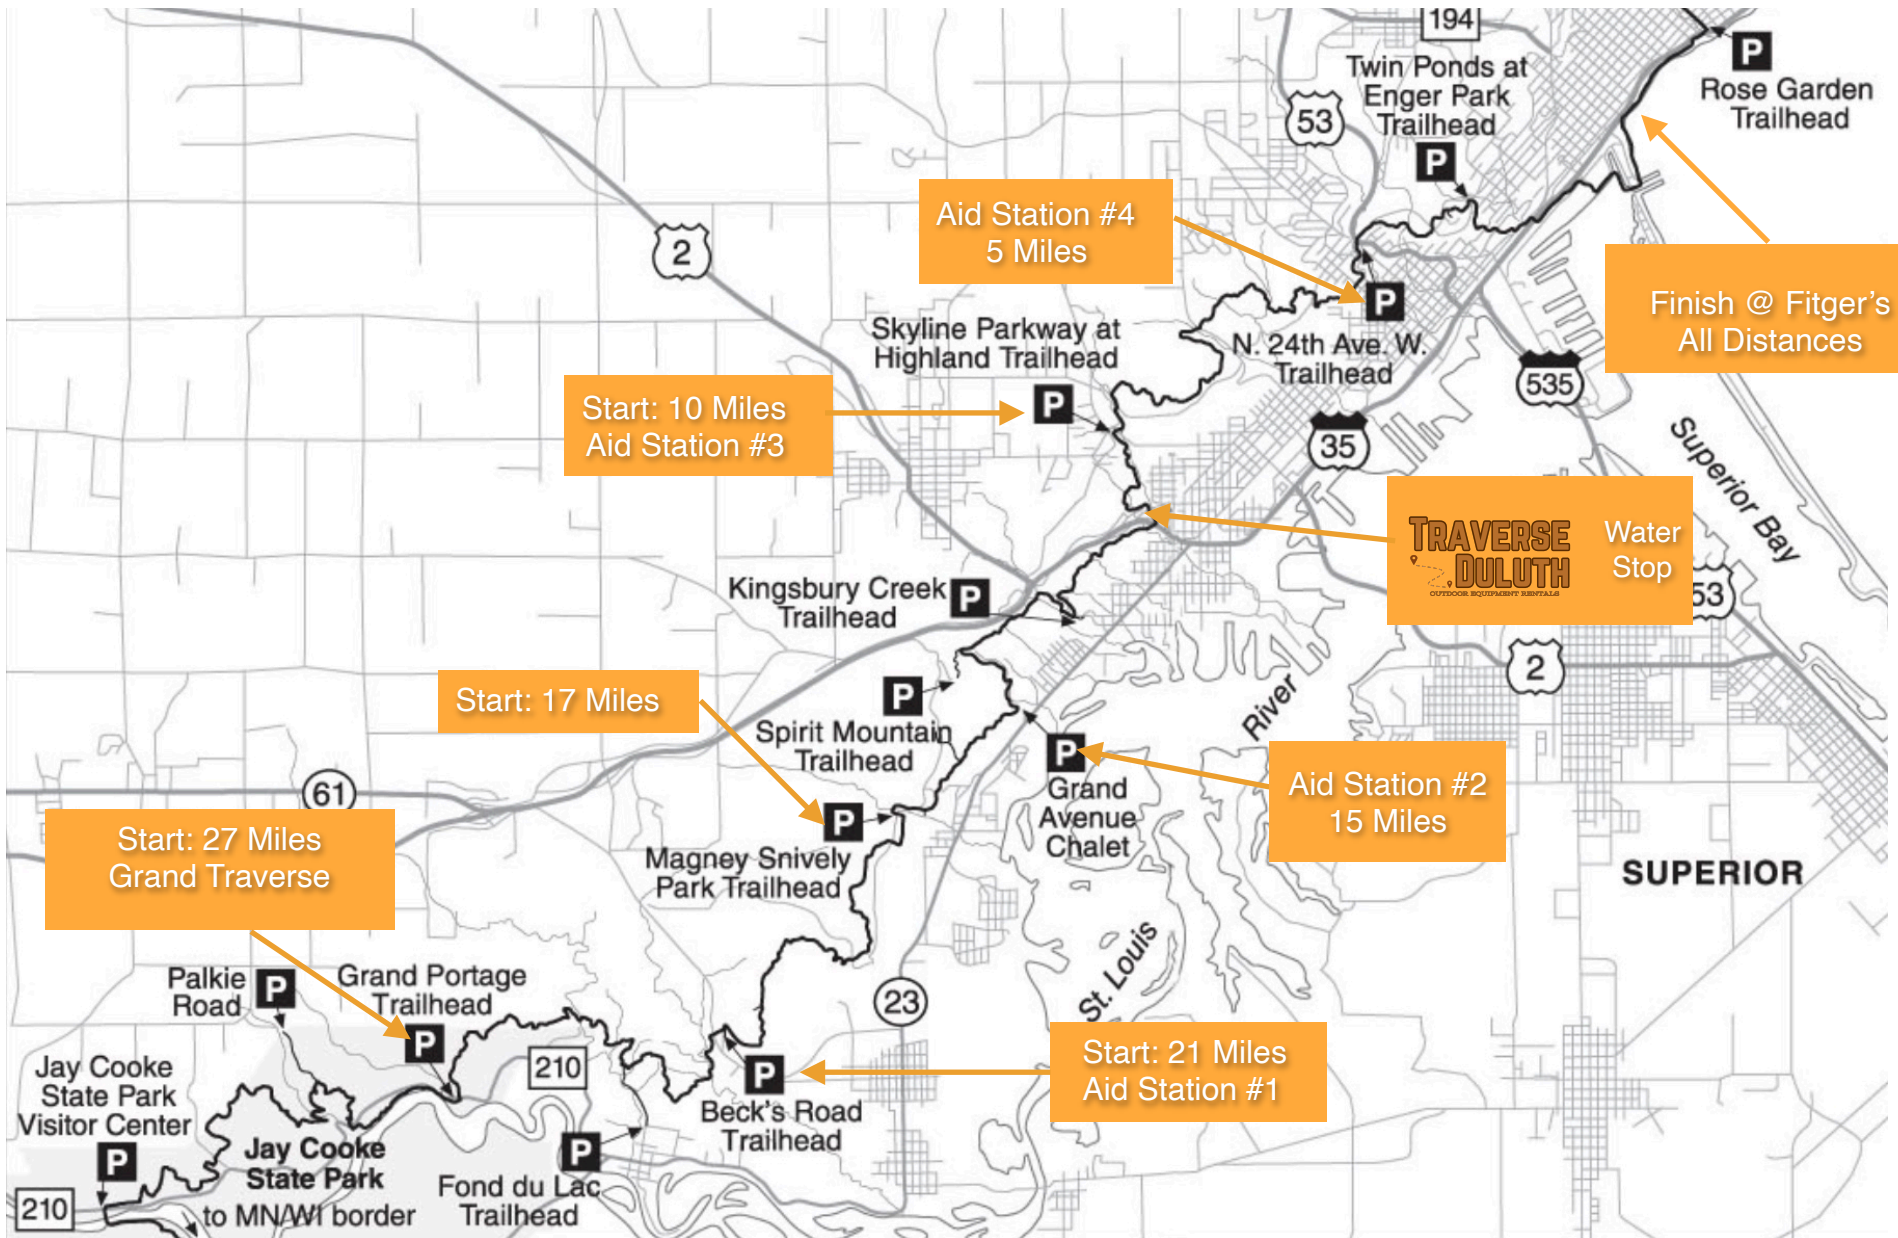 194
P
Rose Garden
Trailhead
Twin Ponds at
Enger Park
Trailhead
P
53
Aid Station #4
5 Miles
2
Finish @ Fitger's
All Distances
P
N. 24th Ave. W.
Trailhead
Skyline Parkway at
Highland Trailhead
P
Start: 10 Miles
Aid Station #3
535
35
Superior Bay
TRAVERSE
DULUTH
OUTDOOR EQUIPMENT RENTALS
Water
Stop
53
Kingsbury Creek
Trailhead
P
2
Start: 17 Miles
P
Spirit Mountain
Trailhead
River
P
Grand
Avenue
Chalet
Aid Station #2
15 Miles
61
Start: 27 Miles
Grand Traverse
P
Magney Snively
Park Trailhead
SUPERIOR
St. Louis
Palkie
Road
P
Grand Portage
Trailhead
P
23
Start: 21 Miles
Aid Station #1
210
P
Beck's Road
Trailhead
Jay Cooke
State Park
Visitor Center
P
Jay Cooke
State Park
to MN/WI border
P
Fond du Lac
Trailhead
210